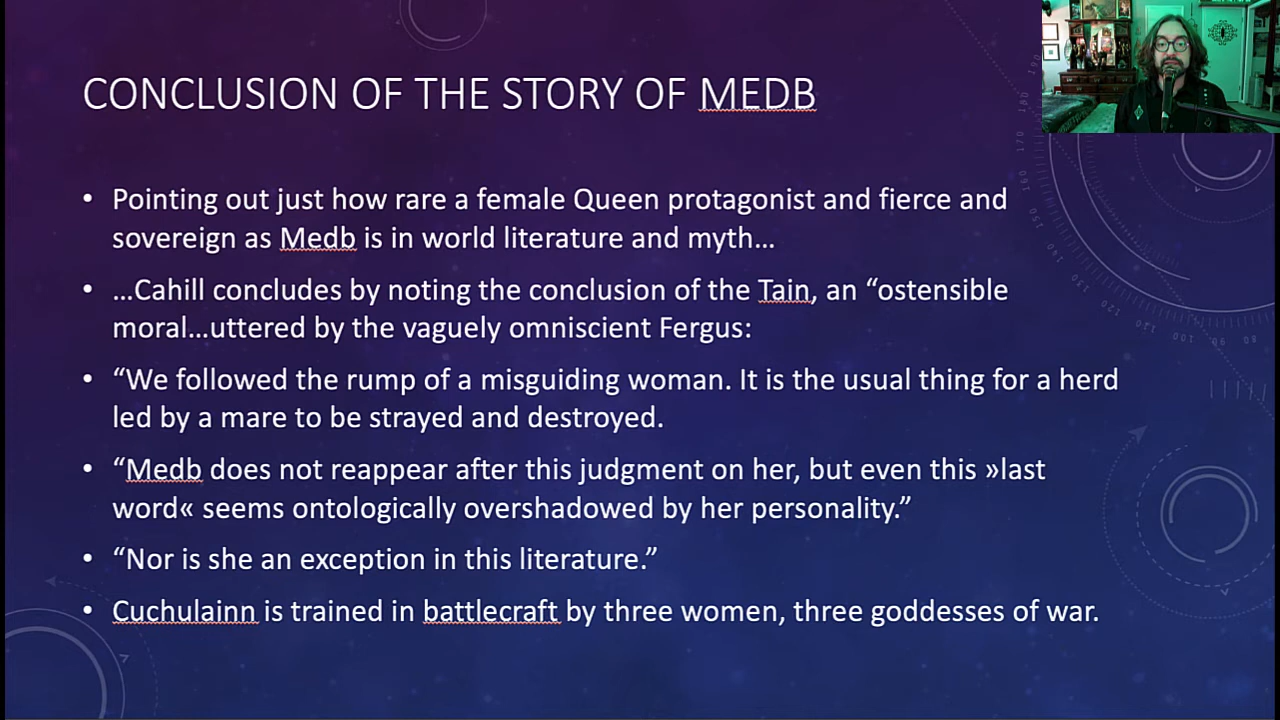 CONCLUSION OF THE STORY OF MEDB
• Pointing out just how rare a female Queen protagonist and fierce and
sovereign as Medb is in world literature and myth…
• …Cahill concludes by noting the conclusion of the Tain, an “ostensible
moral…uttered by the vaguely omniscient Fergus:
• “We followed the rump of a misguiding woman. It is the usual thing for a herd
led by a mare to be strayed and destroyed.
• “Medb does not reappear after this judgment on her, but even this »last
word« seems ontologically overshadowed by her personality.”
• “Nor is she an exception in this literature.”
• Cuchulainn is trained in battlecraft by three women, three goddesses of war.